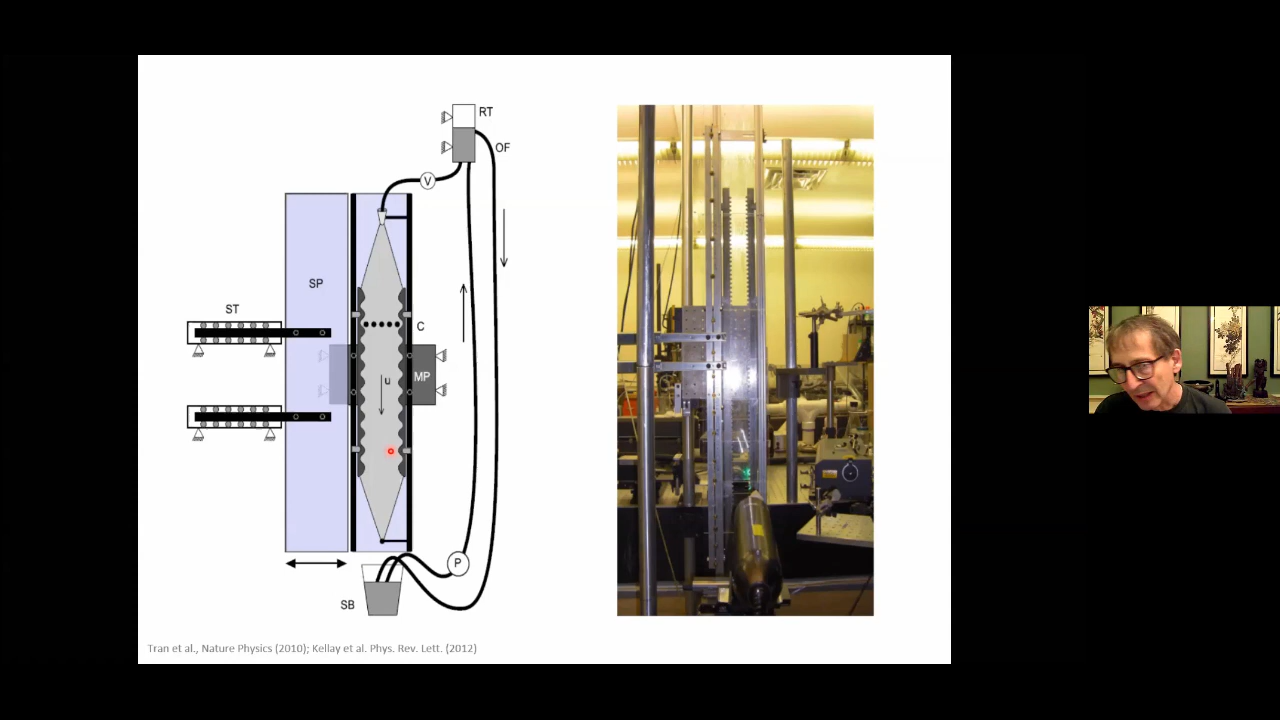 RT
OF
V
SP
ST
C
MP
u
P
SB
Tran et al., Nature Physics (2010); Kellay et al. Phys. Rev. Lett. (2012)